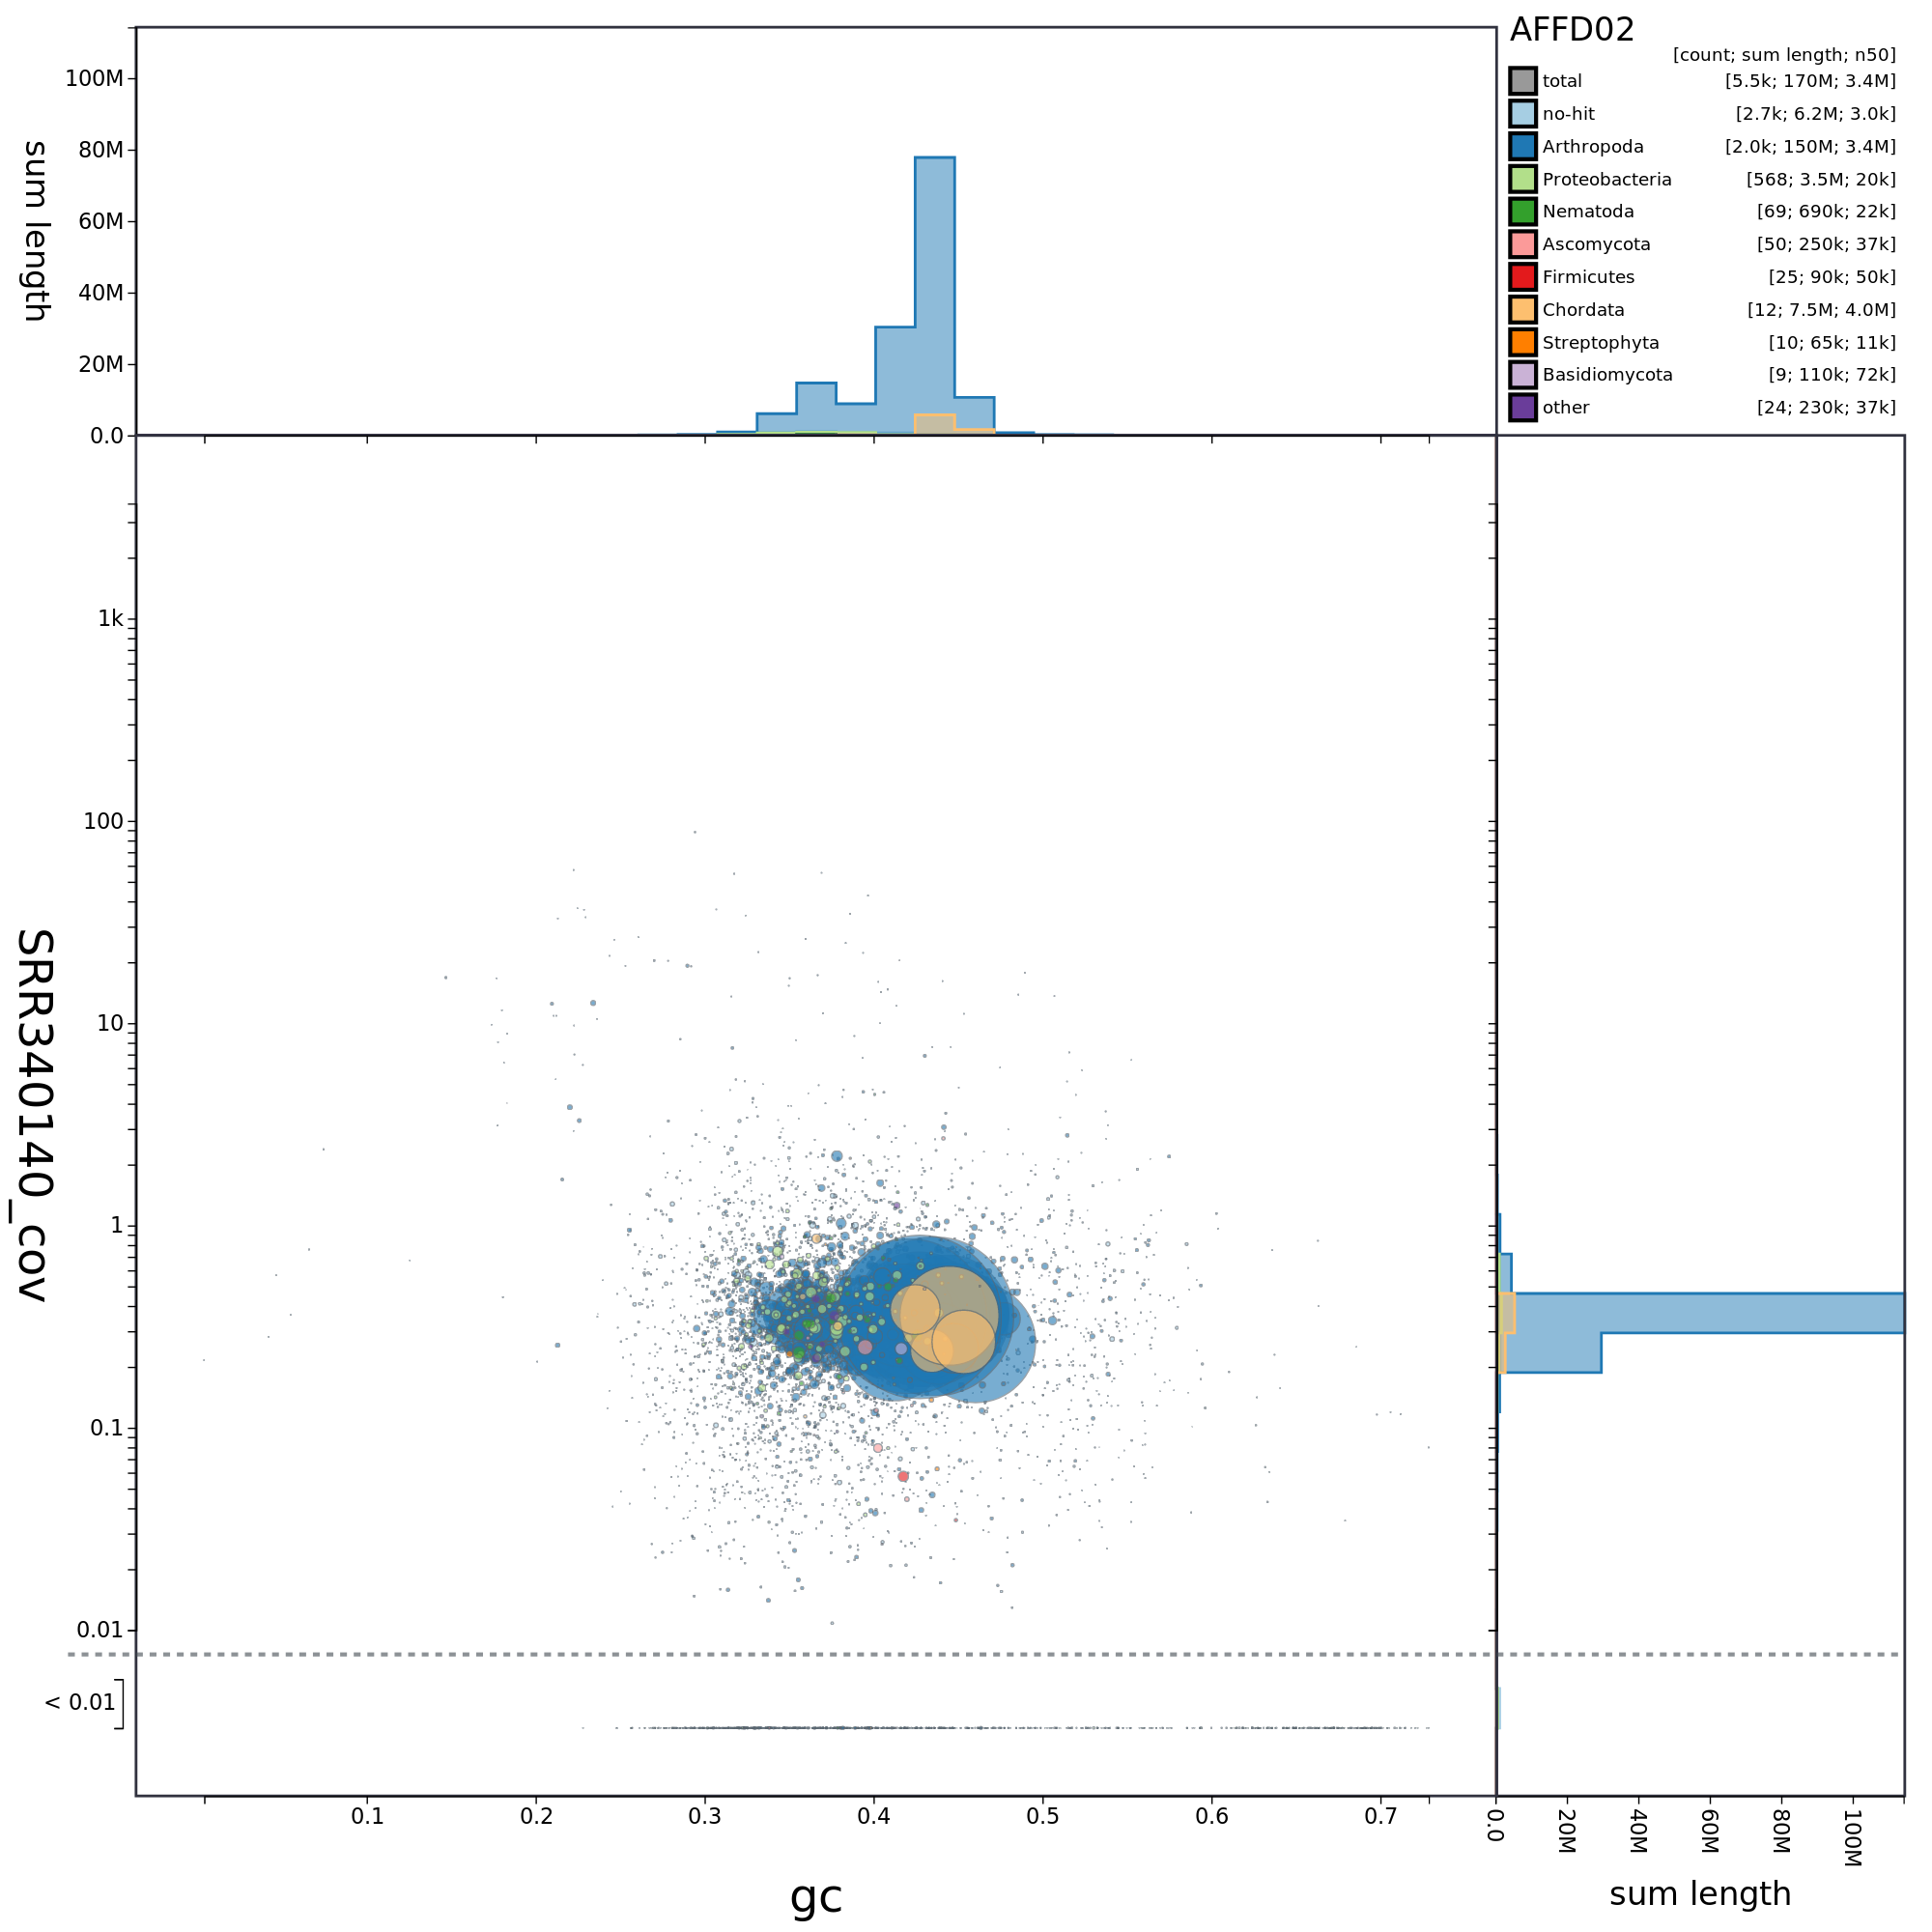 AFFD02
[count; sum length; n50]
total [5.5k; 170M; 3.4M]
no-hit [2.7k; 6.2M; 3.0k]
Arthropoda [2.0k; 150M; 3.4M]
Proteobacteria [568; 3.5M; 20k]
Nematoda [69; 690k; 22k]
Ascomycota [50; 250k; 37k]
Firmicutes [25; 90k; 50k]
Chordata [12; 7.5M; 4.0M]
Streptophyta [10; 65k; 11k]
Basidiomycota [9; 110k; 72k]
other [24; 230k; 37k]
sum length
100M
80M
60M
40M
20M
0.0
SRR340140_cov
1k
100
10
1
0.1
0.01
< 0.01
0.1 0.2 0.3 0.4 0.5 0.6 0.7
gc
0.0 20M 40M 60M 80M 100M
sum length